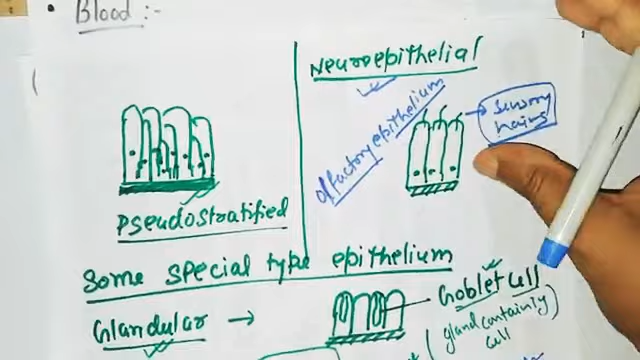 • Blood :-
Neuroepithelial
olfactory epithelium
sensory
hairs
Pseudostratified
Some special type epithelium
Glandular →
Goblet cell
(gland containing
cell)